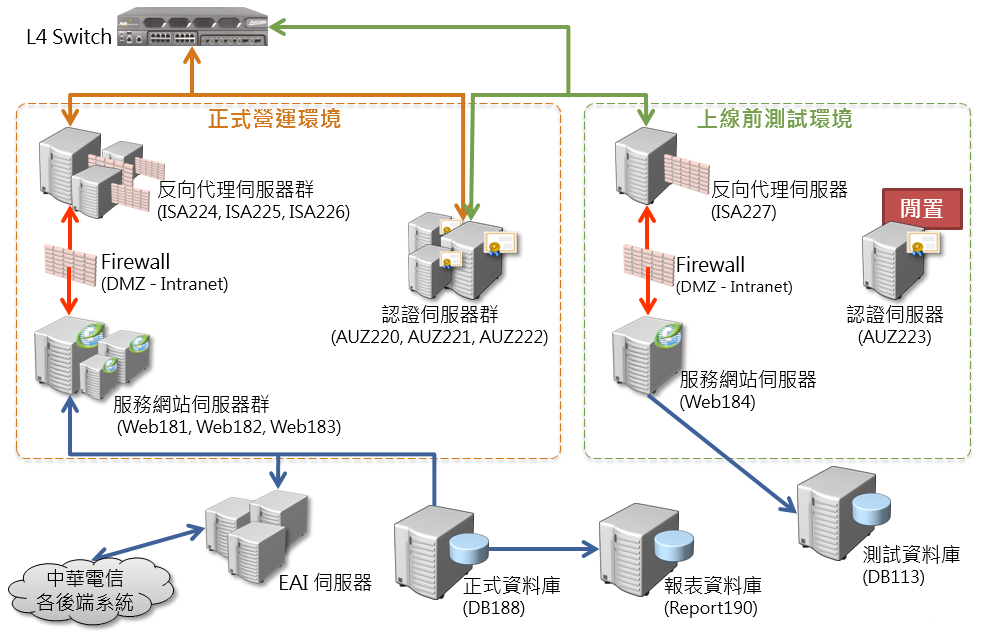 L4 Switch
正式營運環境
上線前測試環境
反向代理伺服器群
(ISA224, ISA225, ISA226)
反向代理伺服器
(ISA227)
閒置
Firewall
(DMZ - Intranet)
Firewall
(DMZ - Intranet)
認證伺服器群
(AUZ220, AUZ221, AUZ222)
認證伺服器
(AUZ223)
服務網站伺服器群
(Web181, Web182, Web183)
服務網站伺服器
(Web184)
中華電信
各後端系統
EAI 伺服器
正式資料庫
(DB188)
報表資料庫
(Report190)
測試資料庫
(DB113)